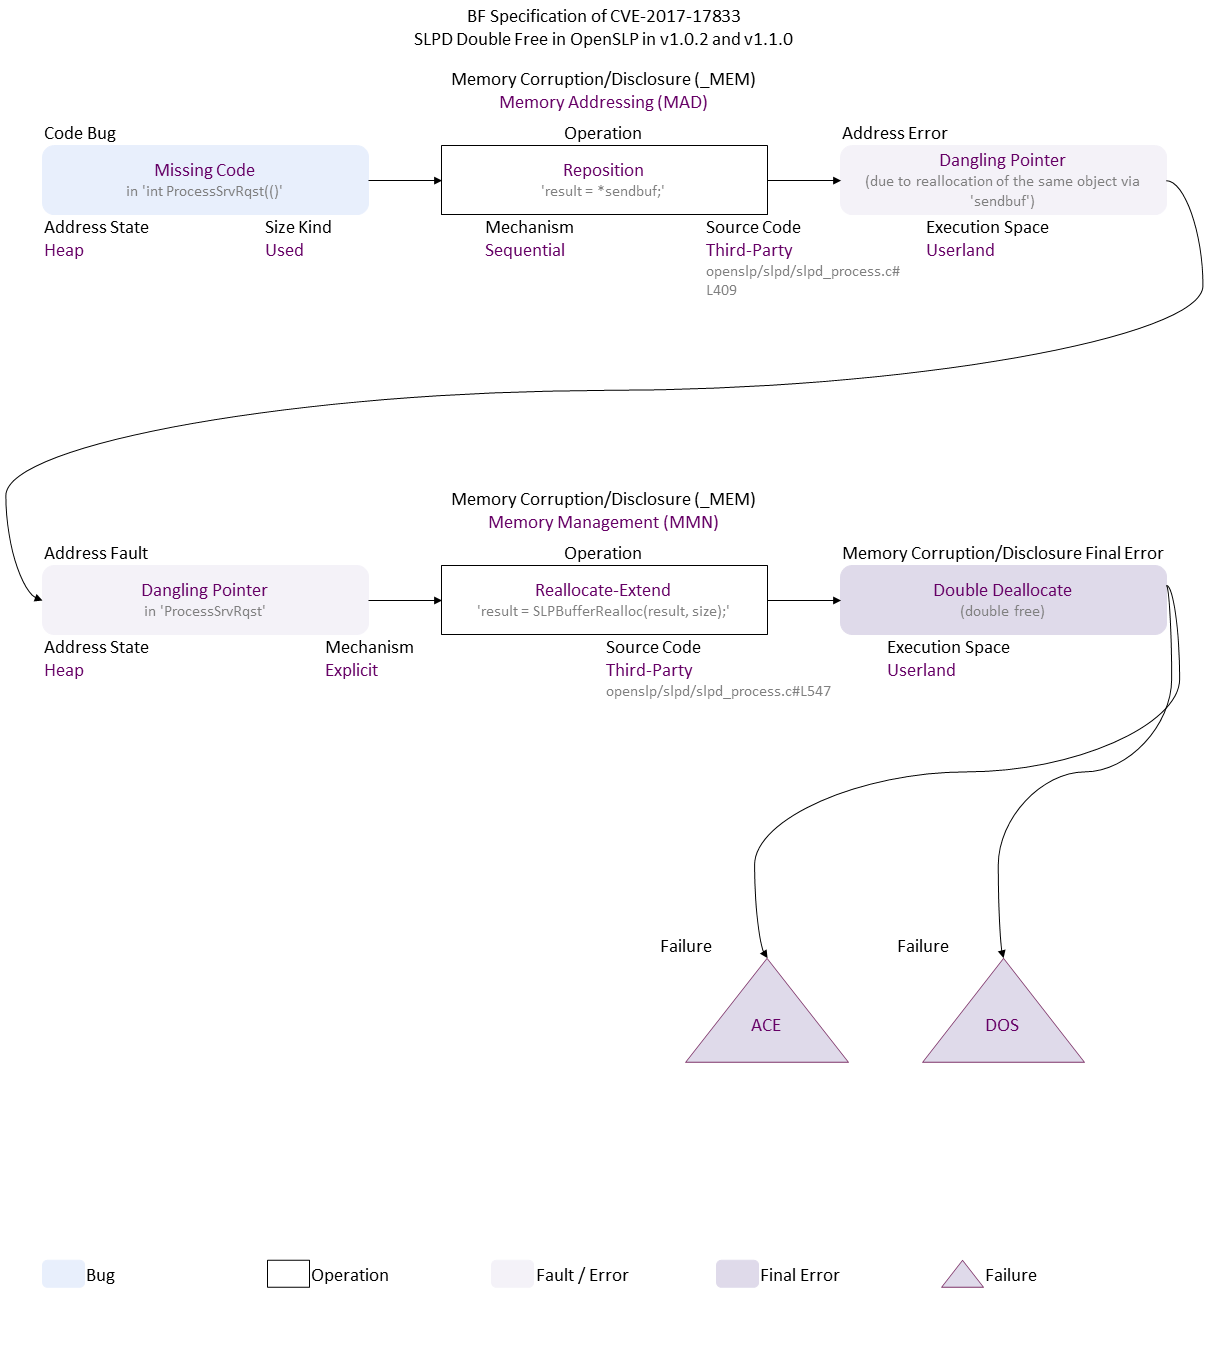 BF Specification of CVE-2017-17833
SLPD Double Free in OpenSLP in v1.0.2 and v1.1.0
Memory Corruption/Disclosure (_MEM)
Memory Addressing (MAD)
Code Bug
Operation
Address Error
Missing Code
in 'int ProcessSrvRqst(()'
Reposition
'result = *sendbuf;'
Dangling Pointer
(due to reallocation of the same object via
'sendbuf')
Address State
Size Kind
Mechanism
Source Code
Execution Space
Heap
Used
Sequential
Third-Party
Userland
openslp/slpd/slpd_process.c#
L409
Memory Corruption/Disclosure (_MEM)
Memory Management (MMN)
Address Fault
Operation
Memory Corruption/Disclosure Final Error
Dangling Pointer
in 'ProcessSrvRqst'
Reallocate-Extend
'result = SLPBufferRealloc(result, size);'
Double Deallocate
(double free)
Address State
Mechanism
Source Code
Execution Space
Heap
Explicit
Third-Party
Userland
openslp/slpd/slpd_process.c#L547
Failure
Failure
ACE
DOS
Bug
Operation
Fault / Error
Final Error
Failure